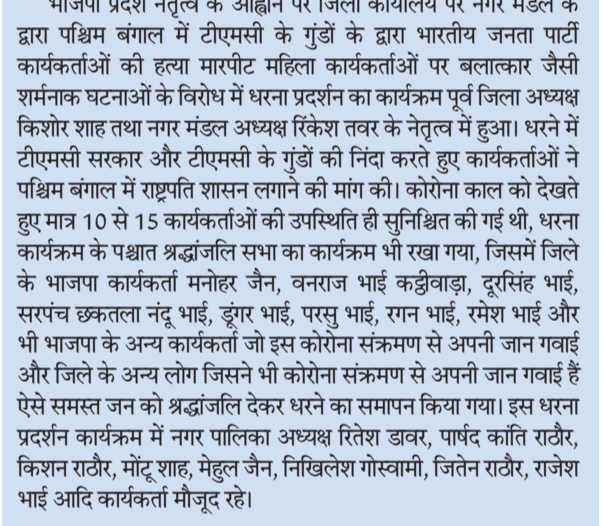 भाजपा प्रदेश नेतृत्व के आह्वान पर जिला कार्यालय पर नगर मंडल के
द्वारा पश्चिम बंगाल में टीएमसी के गुंडों के द्वारा भारतीय जनता पार्टी
कार्यकर्ताओं की हत्या मारपीट महिला कार्यकर्ताओं पर बलात्कार जैसी
शर्मनाक घटनाओं के विरोध में धरना प्रदर्शन का कार्यक्रम पूर्व जिला अध्यक्ष
किशोर शाह तथा नगर मंडल अध्यक्ष रिंकेश तवर के नेतृत्व में हुआ। धरने में
टीएमसी सरकार और टीएमसी के गुंडों की निंदा करते हुए कार्यकर्ताओं ने
पश्चिम बंगाल में राष्ट्रपति शासन लगाने की मांग की। कोरोना काल को देखते
हुए मात्र 10 से 15 कार्यकर्ताओं की उपस्थिति ही सुनिश्चित की गई थी, धरना
कार्यक्रम के पश्चात श्रद्धांजलि सभा का कार्यक्रम भी रखा गया, जिसमें जिले
के भाजपा कार्यकर्ता मनोहर जैन, वनराज भाई कट्ठीवाड़ा, दूरसिंह भाई,
सरपंच छकतला नंदू भाई, डूंगर भाई, परसु भाई, रगन भाई, रमेश भाई और
भी भाजपा के अन्य कार्यकर्ता जो इस कोरोना संक्रमण से अपनी जान गवाई
और जिले के अन्य लोग जिसने भी कोरोना संक्रमण से अपनी जान गवाई हैं
ऐसे समस्त जन को श्रद्धांजलि देकर धरने का समापन किया गया। इस धरना
प्रदर्शन कार्यक्रम में नगर पालिका अध्यक्ष रितेश डावर, पार्षद कांति राठौर,
किशन राठौर, मोंटू शाह, मेहुल जैन, निखिलेश गोस्वामी, जितेन राठौर, राजेश
भाई आदि कार्यकर्ता मौजूद रहे।